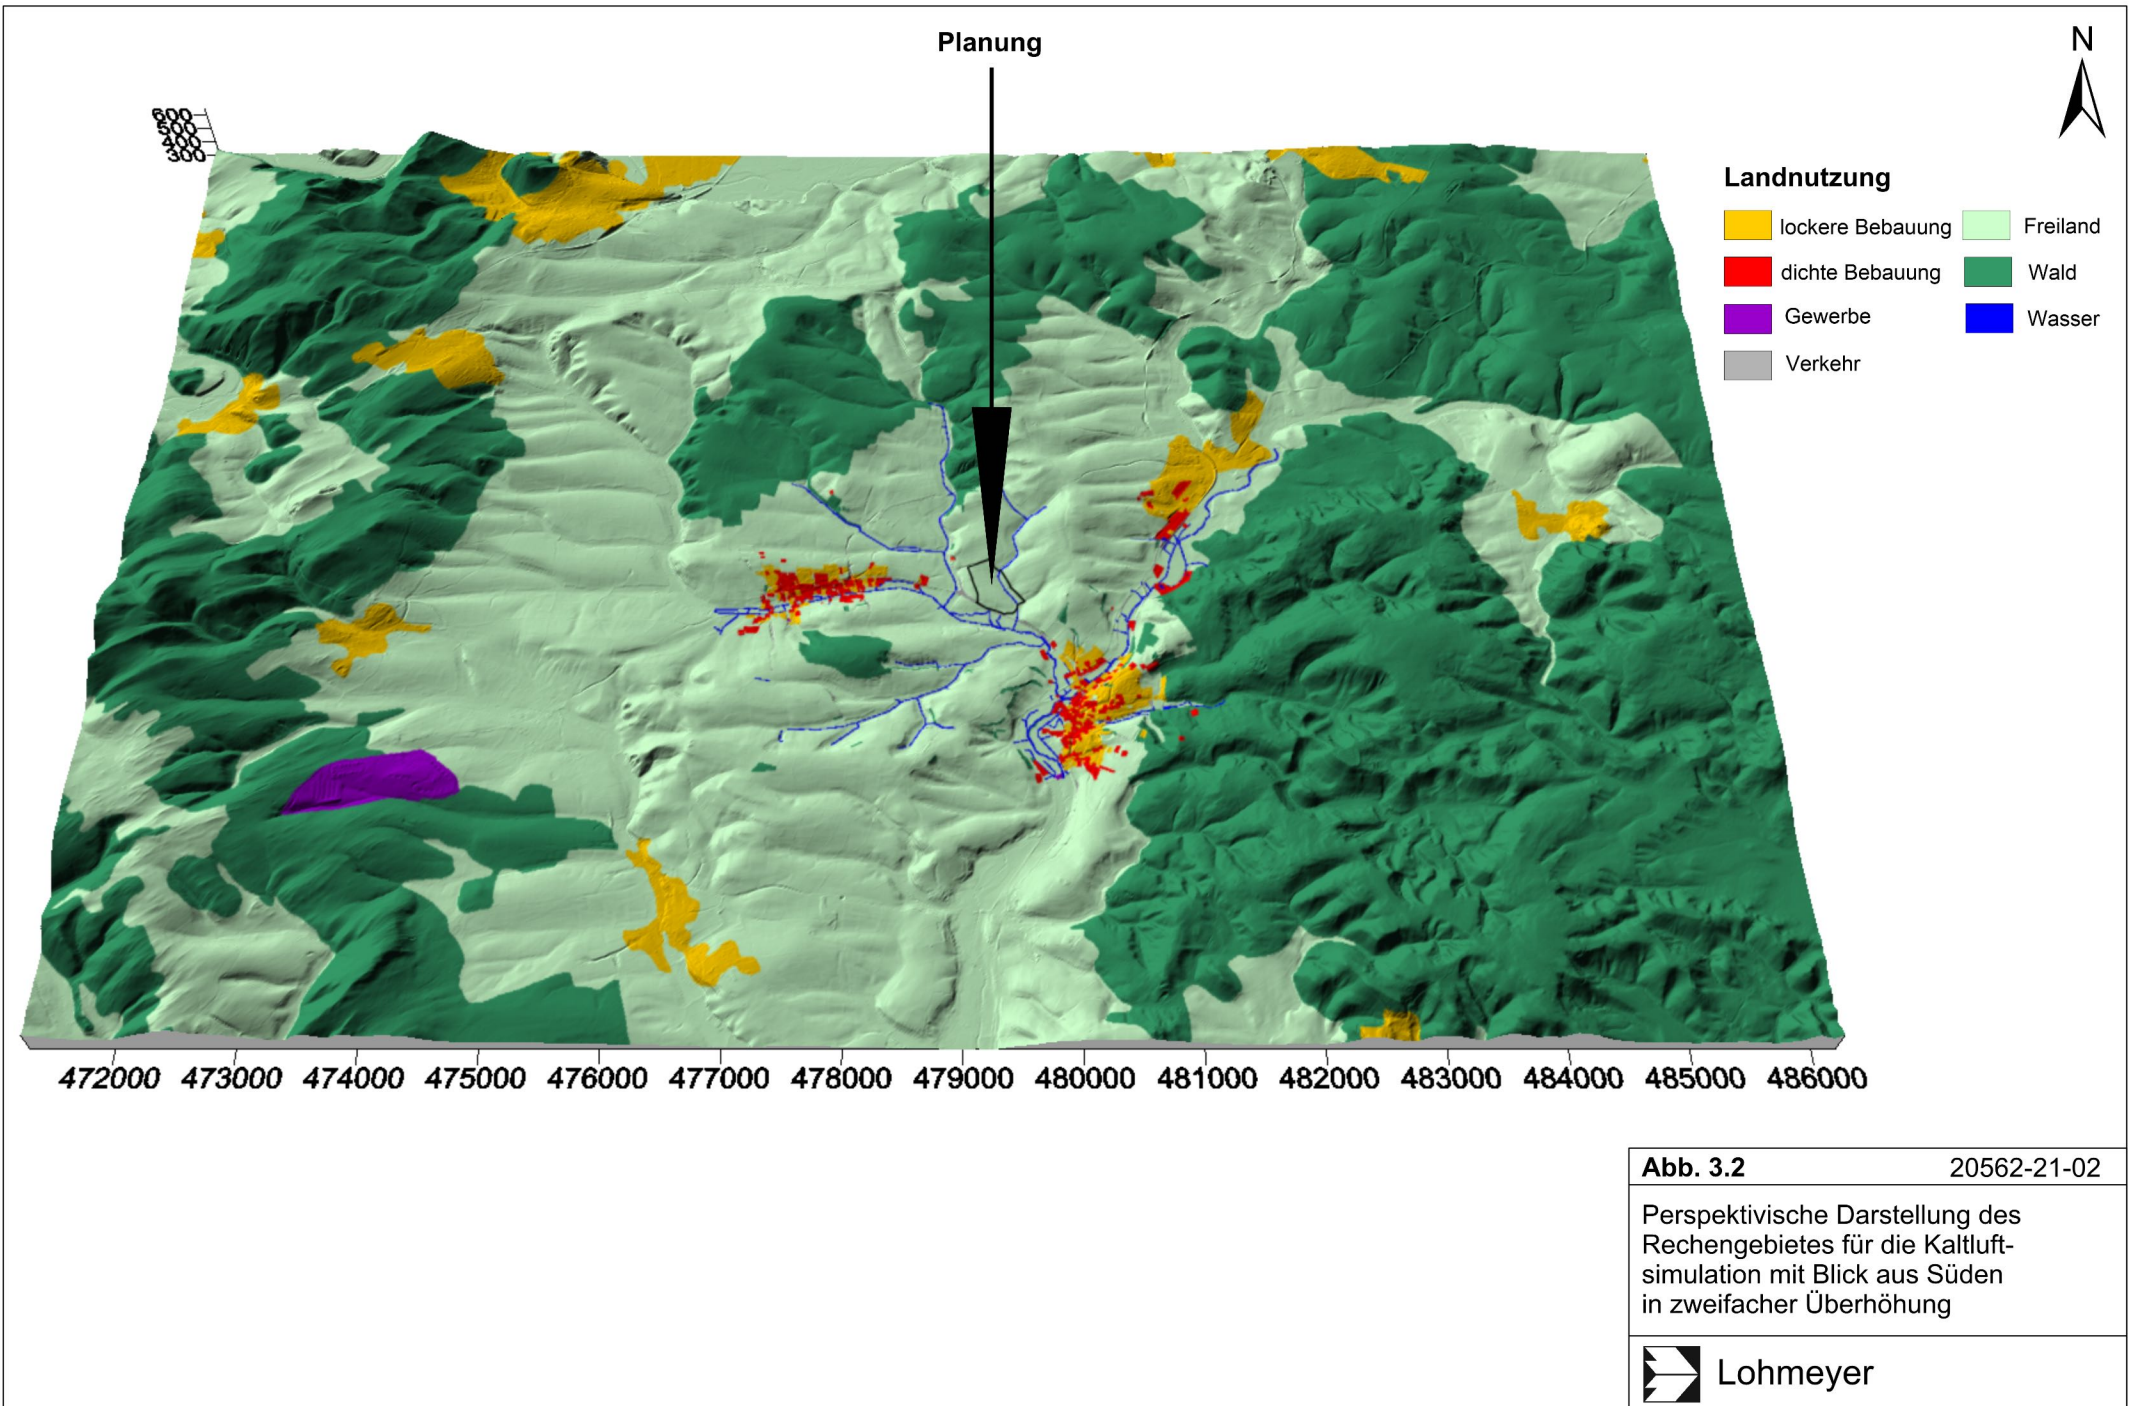 Planung
N
600
500
400
300
Landnutzung
lockere Bebauung Freiland
dichte Bebauung Wald
Gewerbe Wasser
Verkehr
472000 473000 474000 475000 476000 477000 478000 479000 480000 481000 482000 483000 484000 485000 486000
Abb. 3.2 20562-21-02
Perspektivische Darstellung des
Rechengebietes für die Kaltluft-
simulation mit Blick aus Süden
in zweifacher Überhöhung
Lohmeyer